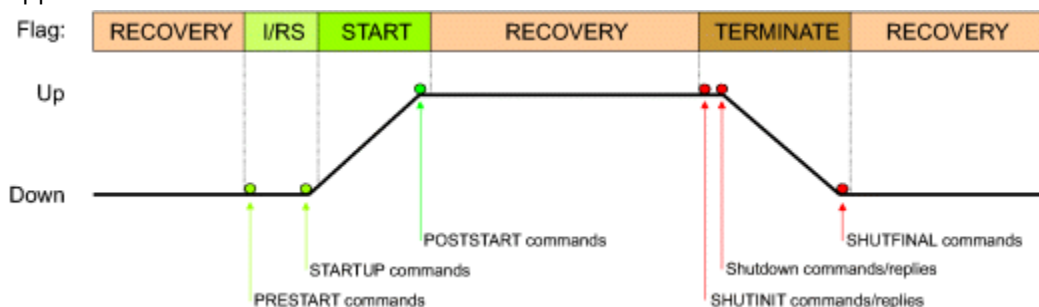 Flag: RECOVERY I/RS START RECOVERY TERMINATE RECOVERY
Up
Down
POSTSTART commands
SHUTFINAL commands
STARTUP commands
Shutdown commands/replies
PRESTART commands
SHUTINIT commands/replies